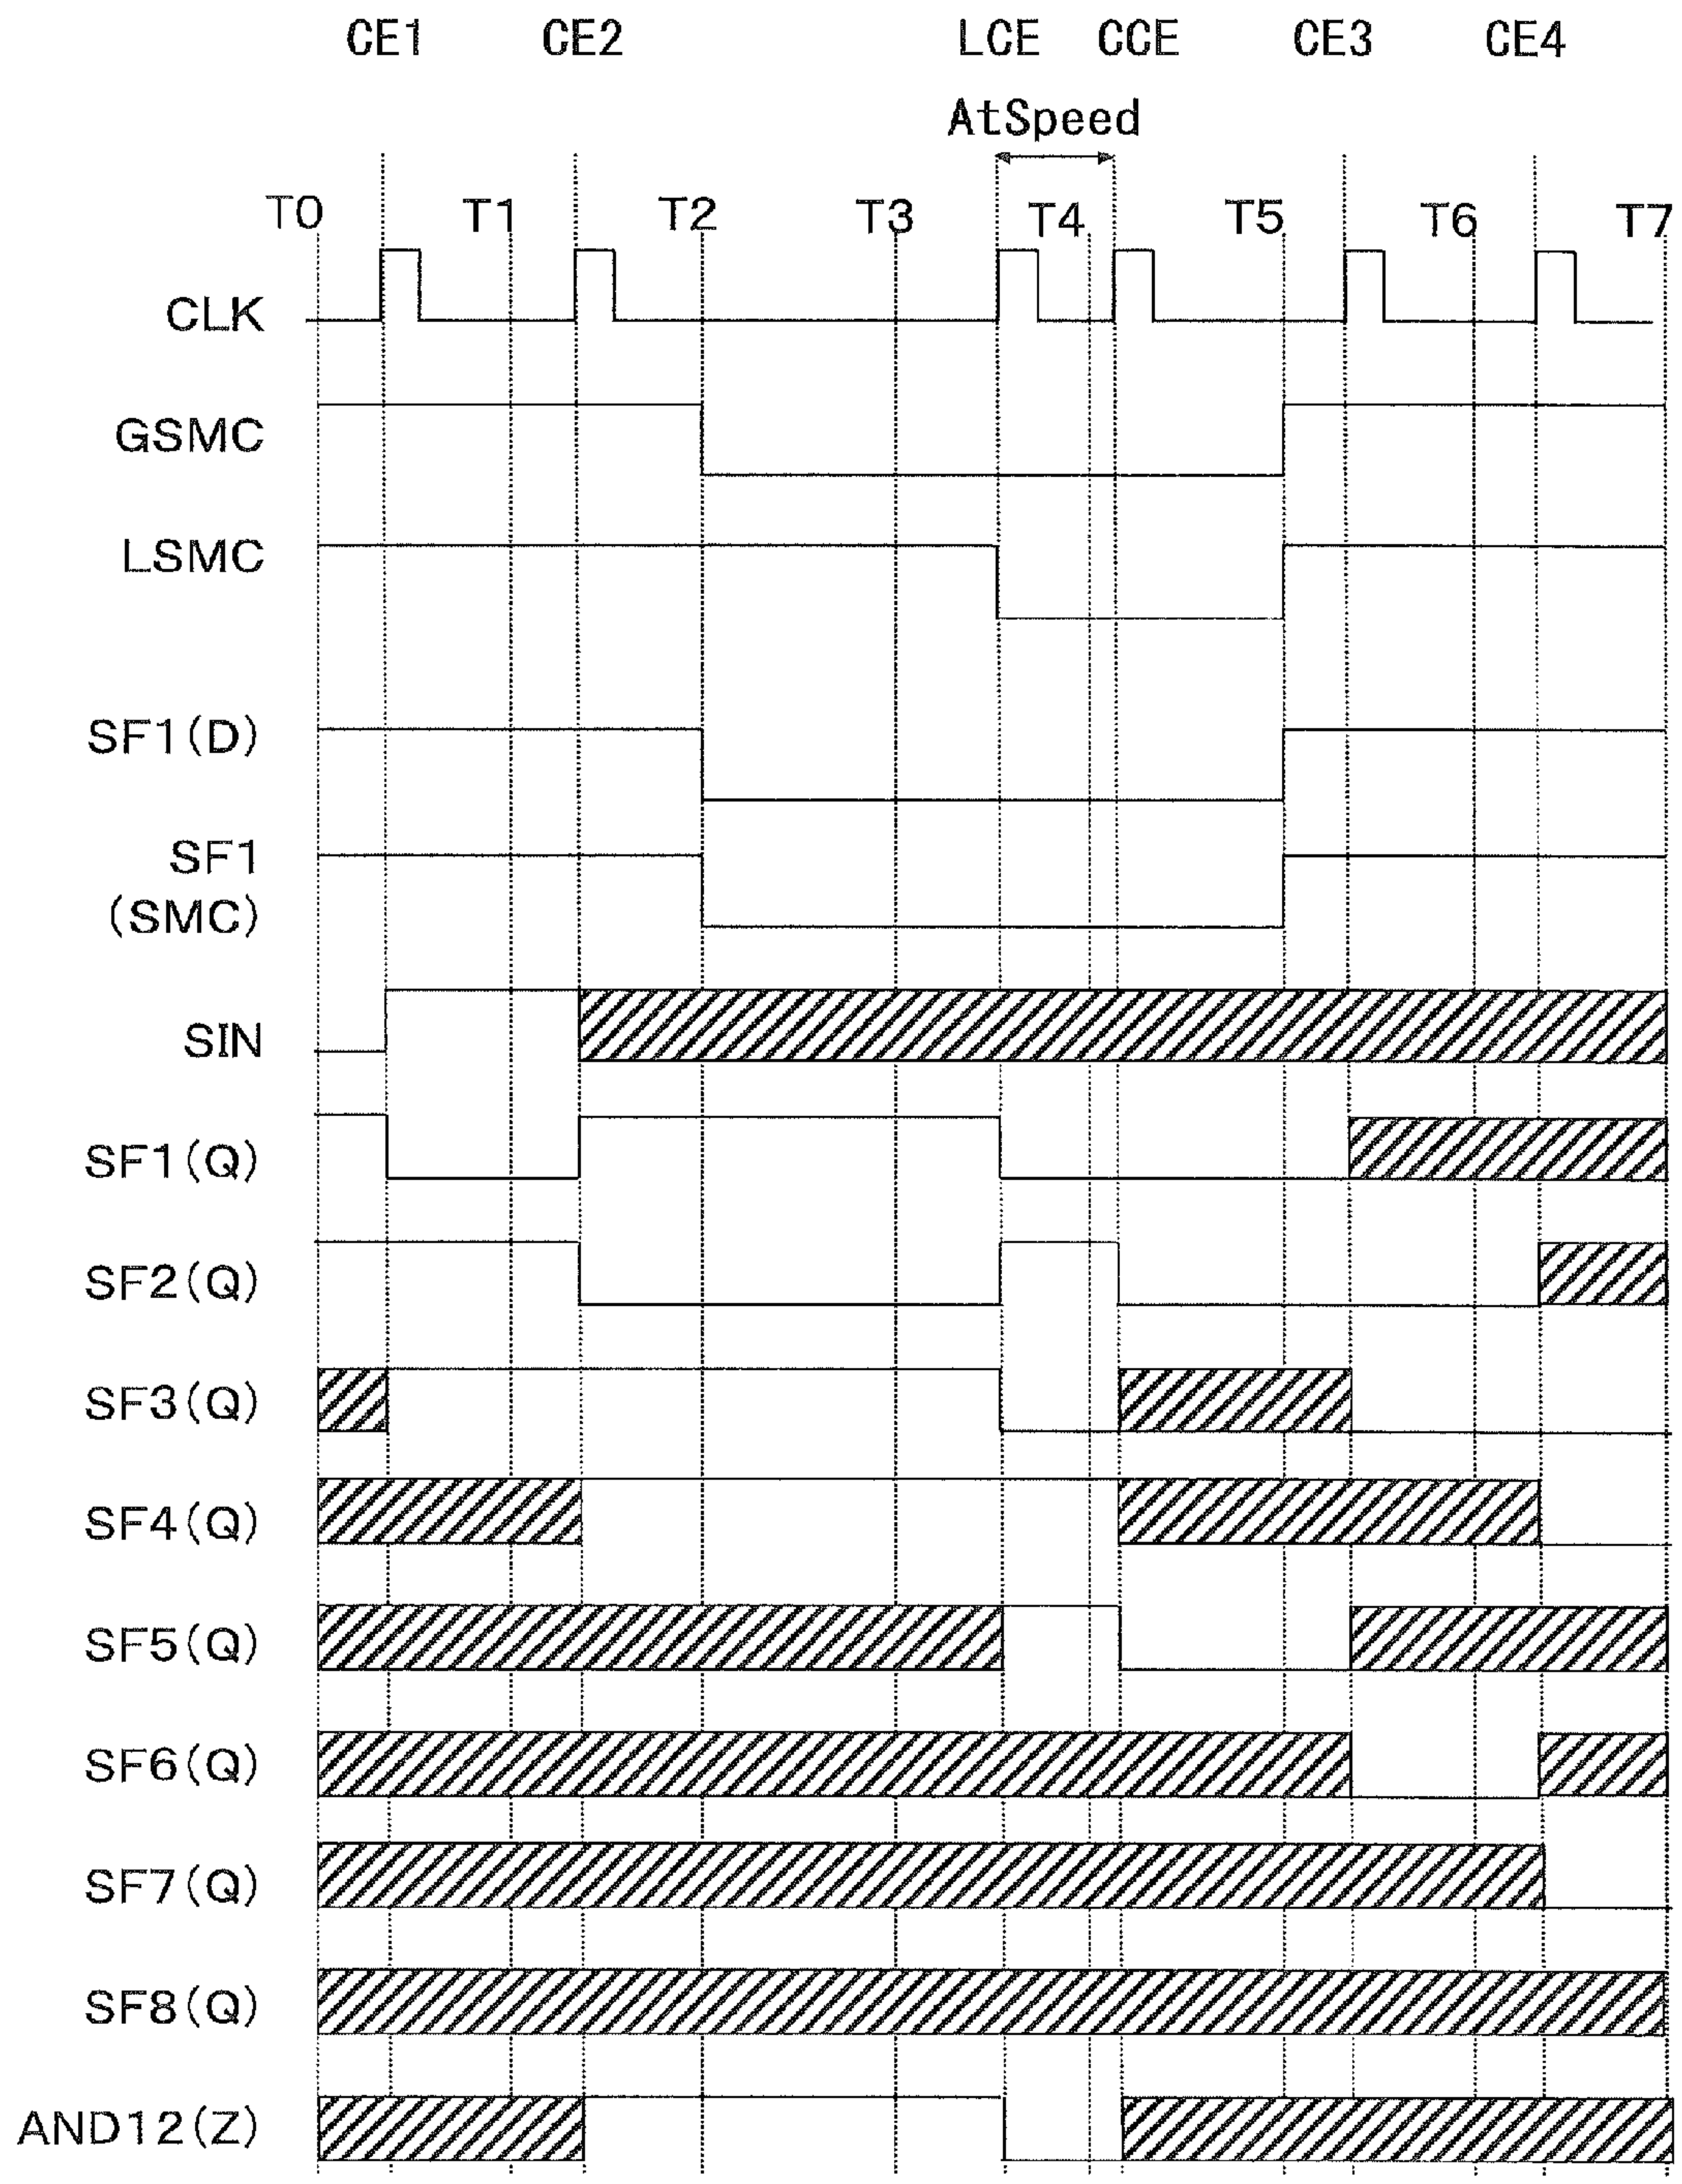 CE1 CE2 LCE CCE CE3 CE4
AtSpeed
T0 T1 T2 T3 T4 T5 T6 T7
CLK
GSMC
LSMC
SF1(D)
SF1
(SMC)
SIN
SF1(Q)
SF2(Q)
SF3(Q)
SF4(Q)
SF5(Q)
SF6(Q)
SF7(Q)
SF8(Q)
AND12(Z)